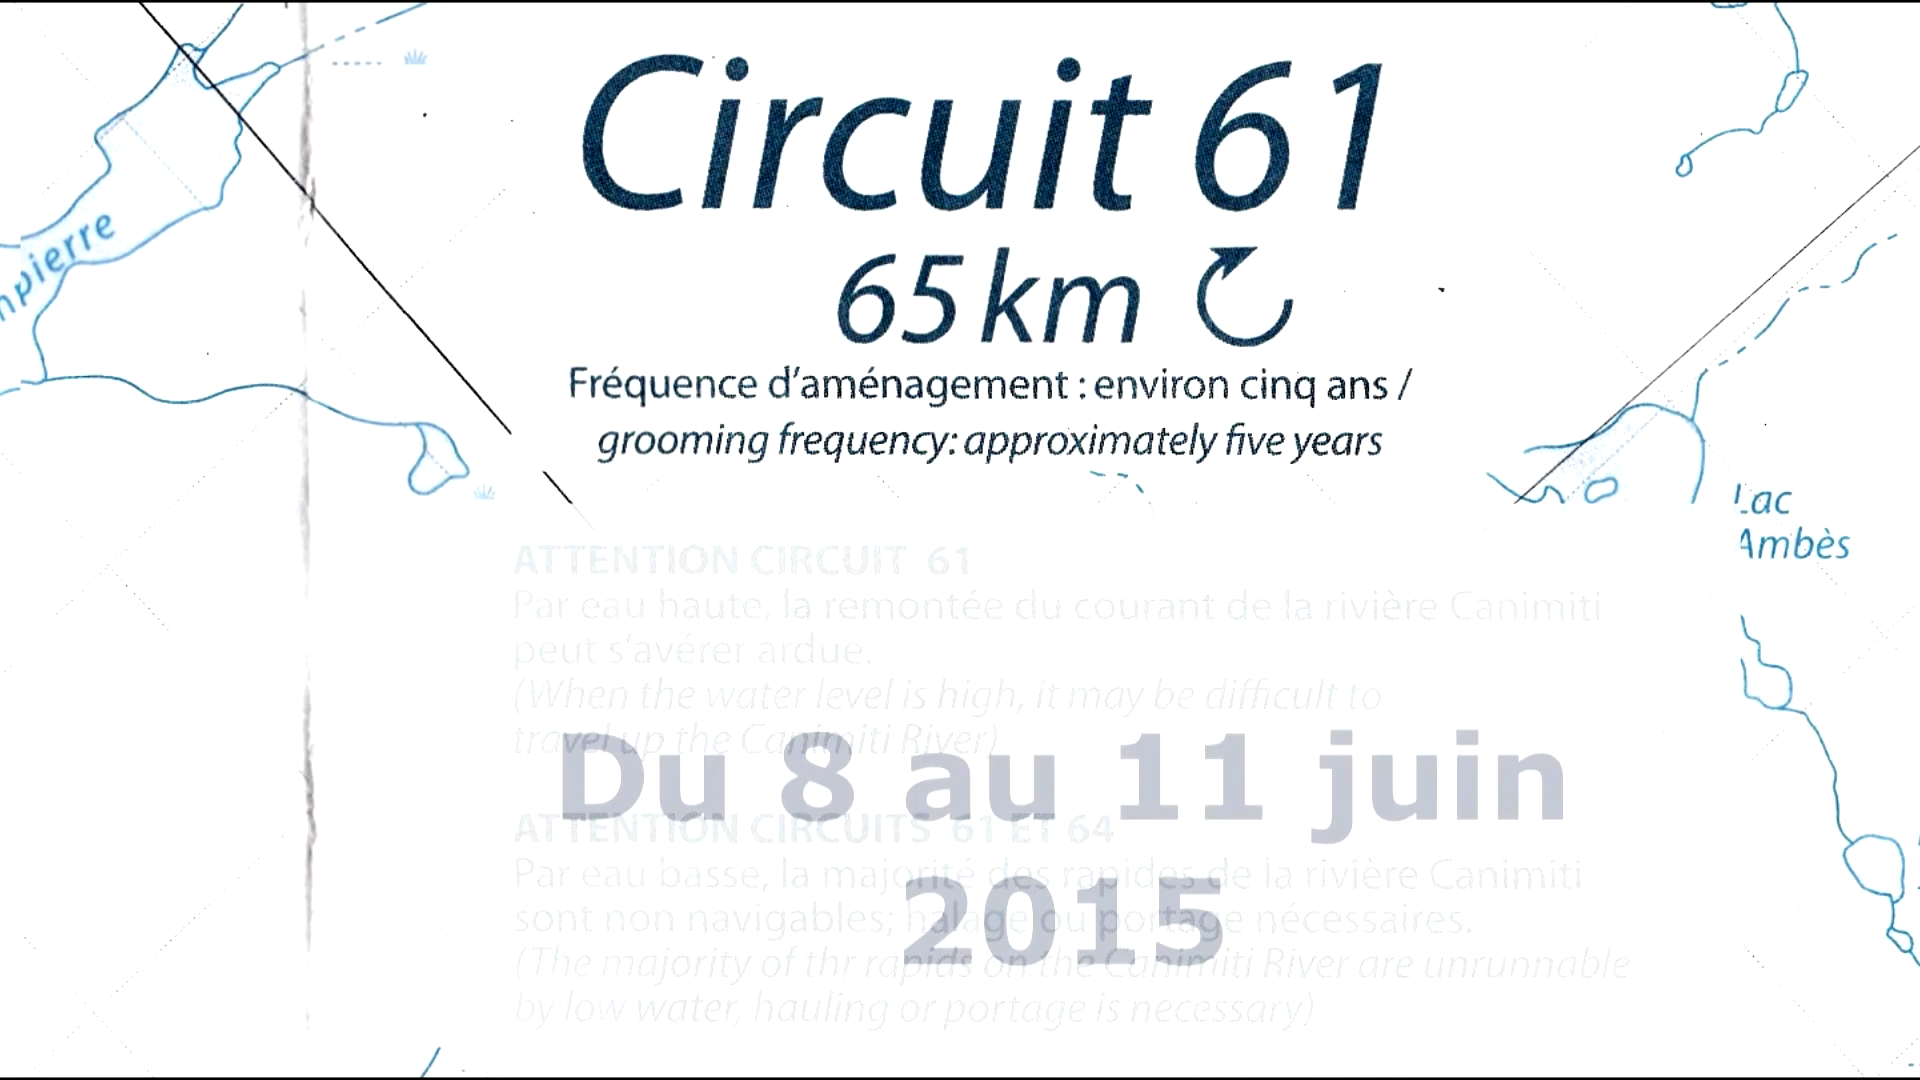 Circuit 61
65 km
Fréquence d'aménagement : environ cinq ans /
grooming frequency: approximately five years
Lac
Ambès
ATTENTION CIRCUIT 61
Par eau haute, la remontée du courant de la rivière Canimiti
peut s'avérer ardue.
(When the water level is high, it may be difficult to
travel up the Canimiti River)
Du 8 au 11 juin
2015
ATTENTION CIRCUITS 61 ET 64
Par eau basse, la majorité des rapides de la rivière Canimiti
sont non navigables; halage ou portage nécessaires.
(The majority of thr rapids on the Canimiti River are unrunnable
by low water, hauling or portage is necessary)